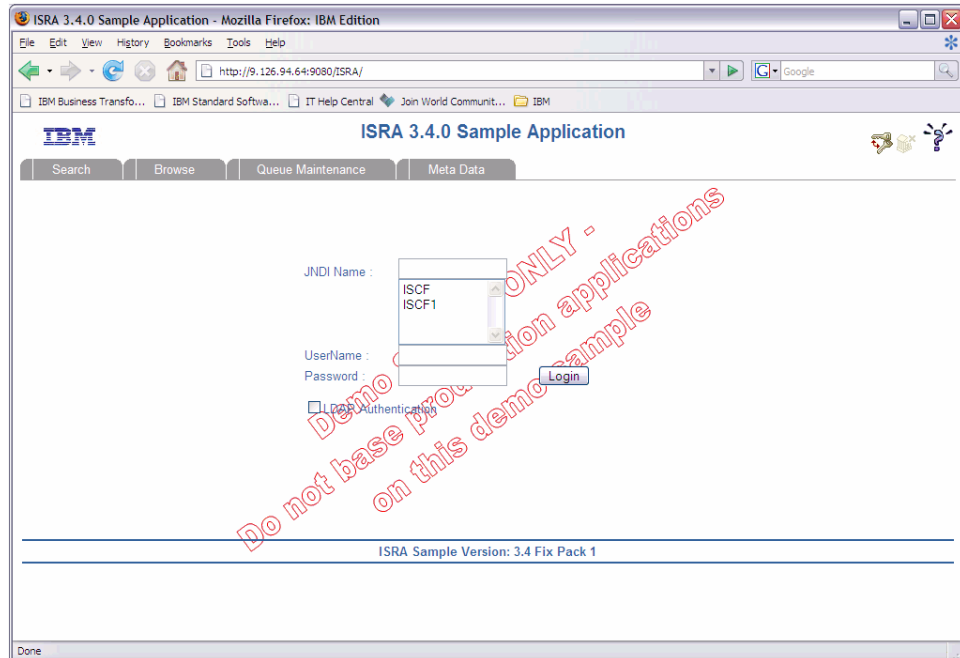 ISRA 3.4.0 Sample Application - Mozilla Firefox: IBM Edition
File Edit View History Bookmarks Tools Help
http://9.126.94.64:9080/ISRA/
G Google
IBM Business Transfo... IBM Standard Softwa... IT Help Central Join World Communit... IBM
IBM
ISRA 3.4.0 Sample Application
Search Browse Queue Maintenance Meta Data
JNDI Name :
ISCF
ISCF1
UserName :
Password :
Login
LDAP Authentication
Demo ONLY -
Do not base production applications
on this demo sample
ISRA Sample Version: 3.4 Fix Pack 1
Done